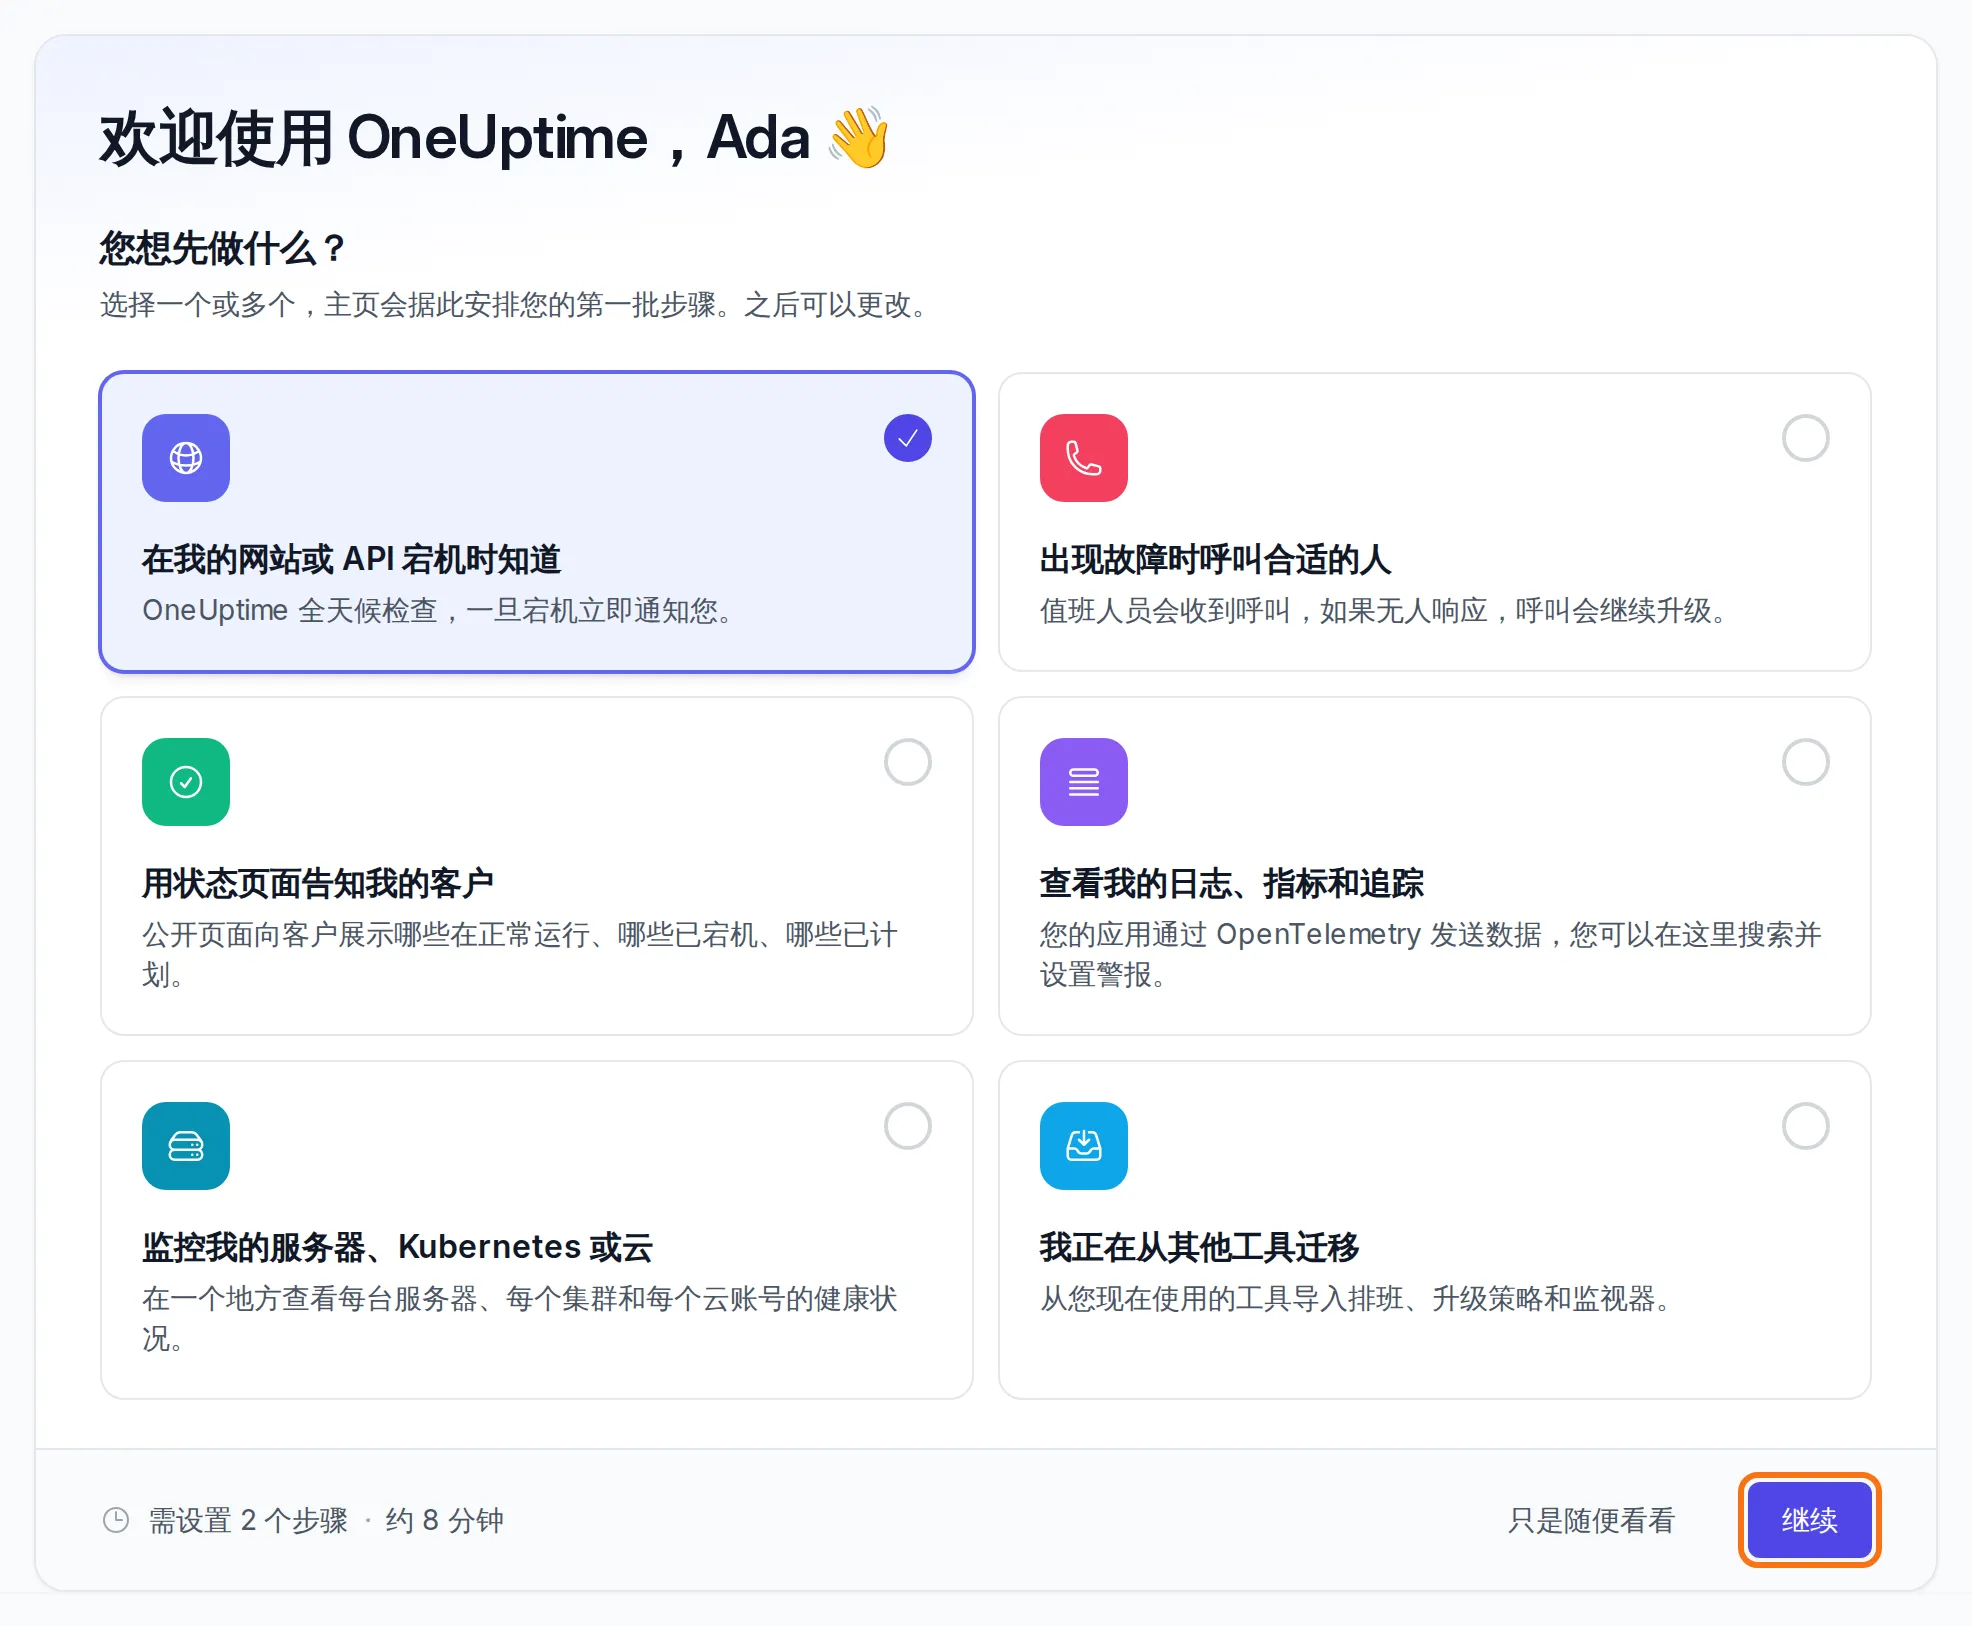 欢迎使用 OneUptime，Ada 👋
您想先做什么？
选择一个或多个，主页会据此安排您的第一批步骤。之后可以更改。
在我的网站或 API 宕机时知道
OneUptime 全天候检查，一旦宕机立即通知您。
出现故障时呼叫合适的人
值班人员会收到呼叫，如果无人响应，呼叫会继续升级。
用状态页面告知我的客户
公开页面向客户展示哪些在正常运行、哪些已宕机、哪些已计
划。
查看我的日志、指标和追踪
您的应用通过 OpenTelemetry 发送数据，您可以在这里搜索并
设置警报。
监控我的服务器、Kubernetes 或云
在一个地方查看每台服务器、每个集群和每个云账号的健康状
况。
我正在从其他工具迁移
从您现在使用的工具导入排班、升级策略和监视器。
需设置 2 个步骤 · 约 8 分钟
只是随便看看
继续